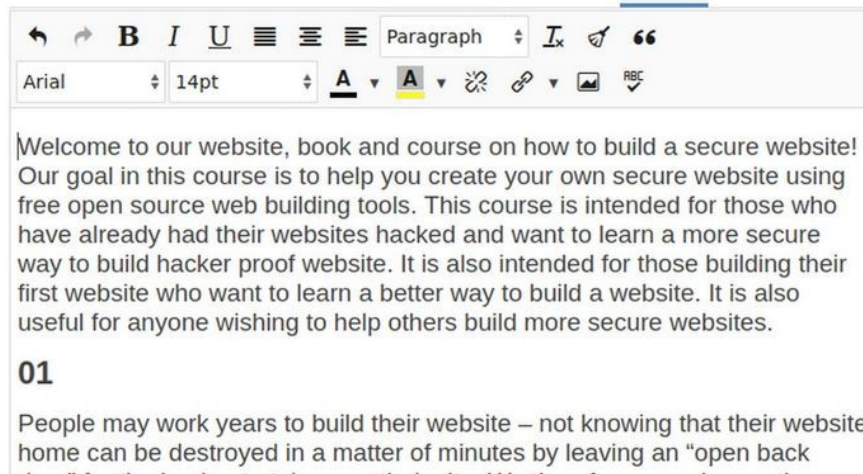 B I U Paragraph Ix
Arial 14pt A A ABC
Welcome to our website, book and course on how to build a secure website!
Our goal in this course is to help you create your own secure website using
free open source web building tools. This course is intended for those who
have already had their websites hacked and want to learn a more secure
way to build hacker proof website. It is also intended for those building their
first website who want to learn a better way to build a website. It is also
useful for anyone wishing to help others build more secure websites.
01
People may work years to build their website – not knowing that their website
home can be destroyed in a matter of minutes by leaving an “open back